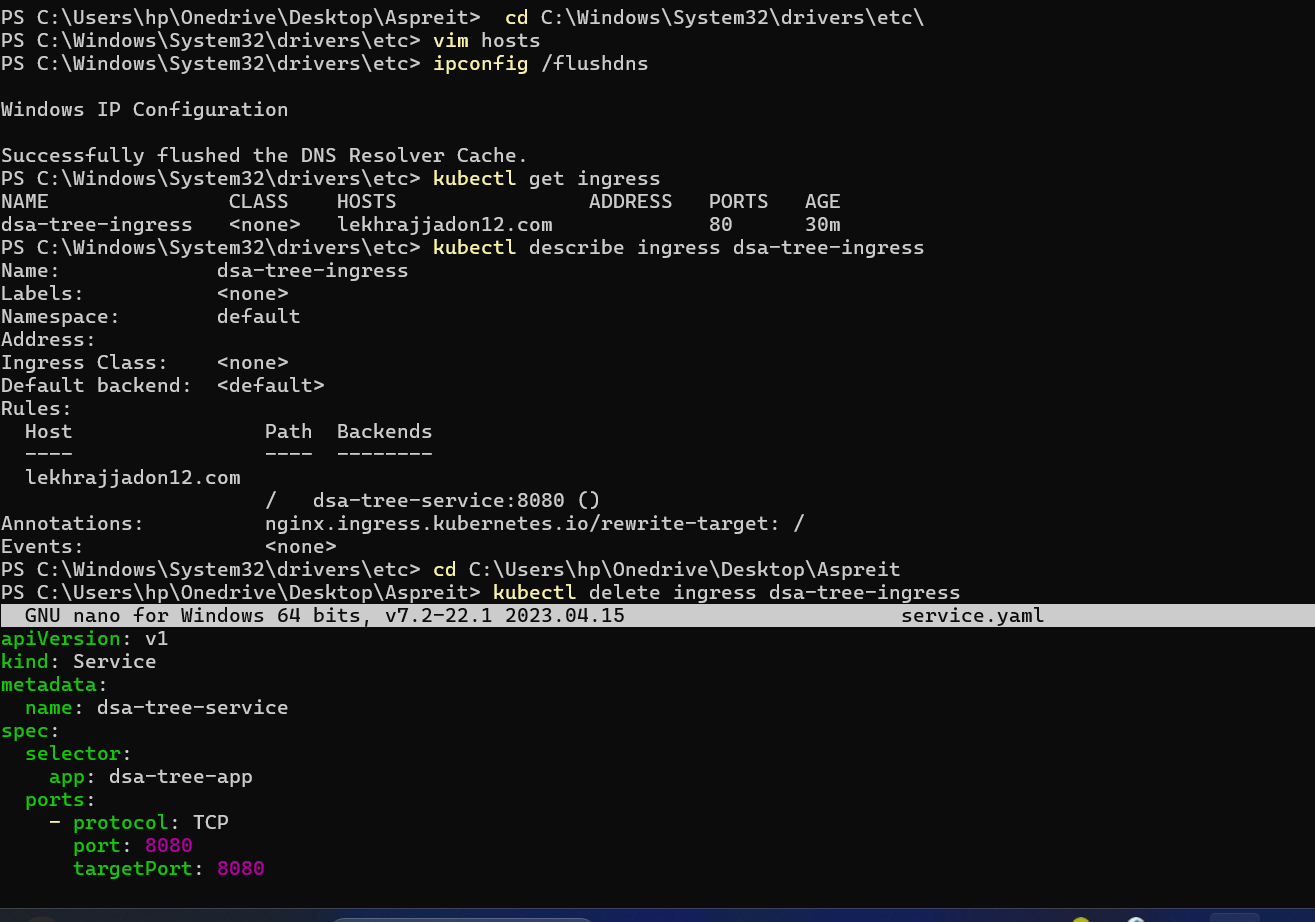 PS C:\Users\hp\Onedrive\Desktop\Aspreit>  cd C:\Windows\System32\drivers\etc\
PS C:\Windows\System32\drivers\etc> vim hosts
PS C:\Windows\System32\drivers\etc> ipconfig /flushdns
Windows IP Configuration
Successfully flushed the DNS Resolver Cache.
PS C:\Windows\System32\drivers\etc> kubectl get ingress
NAME               CLASS    HOSTS                ADDRESS   PORTS   AGE
dsa-tree-ingress   <none>   lekhrajjadon12.com             80      30m
PS C:\Windows\System32\drivers\etc> kubectl describe ingress dsa-tree-ingress
Name:             dsa-tree-ingress
Labels:           <none>
Namespace:        default
Address:
Ingress Class:    <none>
Default backend:  <default>
Rules:
  Host                Path  Backends
  ----                ----  --------
  lekhrajjadon12.com
                      /   dsa-tree-service:8080 ()
Annotations:          nginx.ingress.kubernetes.io/rewrite-target: /
Events:               <none>
PS C:\Windows\System32\drivers\etc> cd C:\Users\hp\Onedrive\Desktop\Aspreit
PS C:\Users\hp\Onedrive\Desktop\Aspreit> kubectl delete ingress dsa-tree-ingress
  GNU nano for Windows 64 bits, v7.2-22.1 2023.04.15                       service.yaml
apiVersion: v1
kind: Service
metadata:
  name: dsa-tree-service
spec:
  selector:
    app: dsa-tree-app
  ports:
    - protocol: TCP
      port: 8080
      targetPort: 8080